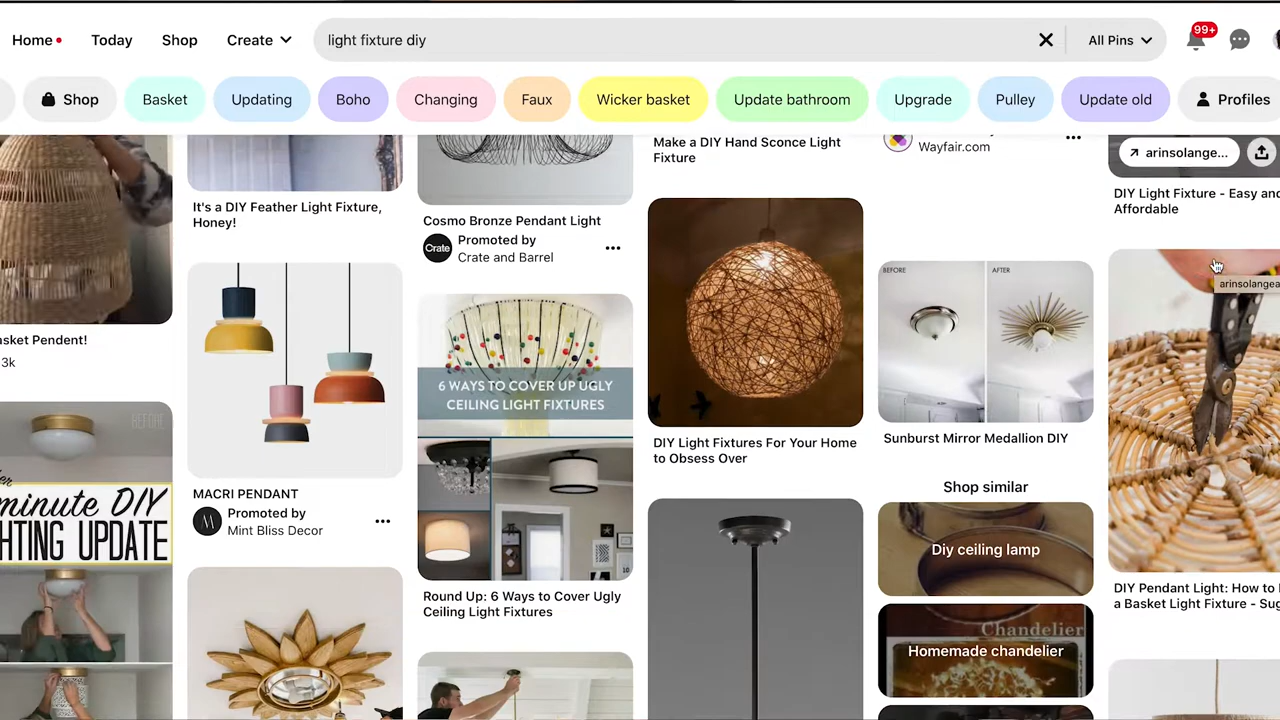 Home
Today
Shop
Create
light fixture diy
All Pins
99+
Shop
Basket
Updating
Boho
Changing
Faux
Wicker basket
Update bathroom
Upgrade
Pulley
Update old
Profiles
3k
BEFORE
minute DIY
HTING UPDATE
It's a DIY Feather Light Fixture,
Honey!
MACRI PENDANT
M
Promoted by
Mint Bliss Decor
Cosmo Bronze Pendant Light
Crate
Promoted by
Crate and Barrel
6 WAYS TO COVER UP UGLY
CEILING LIGHT FIXTURES
Round Up: 6 Ways to Cover Ugly
Ceiling Light Fixtures
Make a DIY Hand Sconce Light
Fixture
DIY Light Fixtures For Your Home
to Obsess Over
Wayfair.com
BEFORE
AFTER
Sunburst Mirror Medallion DIY
Shop similar
Diy ceiling lamp
Chandelier
Homemade chandelier
arinsolange...
DIY Light Fixture - Easy and
Affordable
arinsolangea
DIY Pendant Light: How to
a Basket Light Fixture - Sug